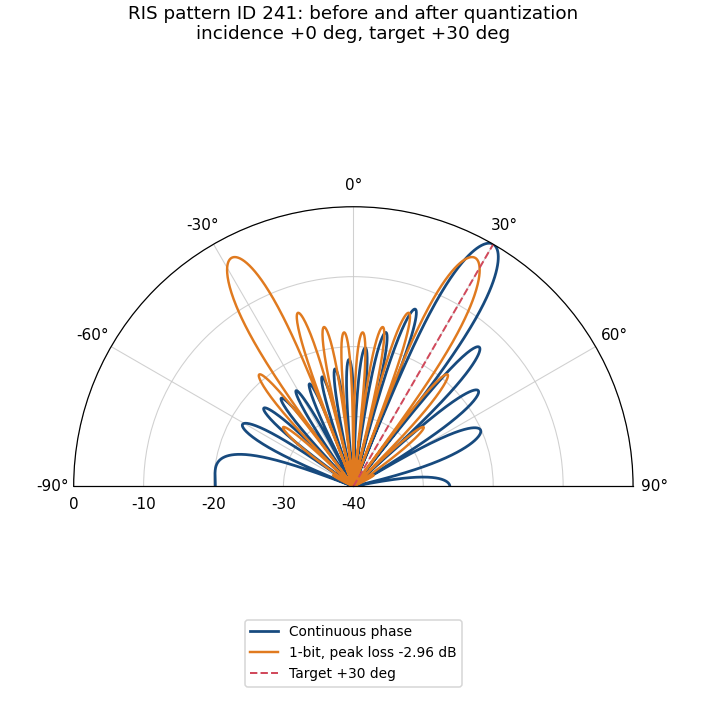 RIS pattern ID 241: before and after quantization
incidence +0 deg, target +30 deg
0°
-30°
30°
-60°
60°
-90°
90°
0
-10
-20
-30
-40
Continuous phase
1-bit, peak loss -2.96 dB
Target +30 deg